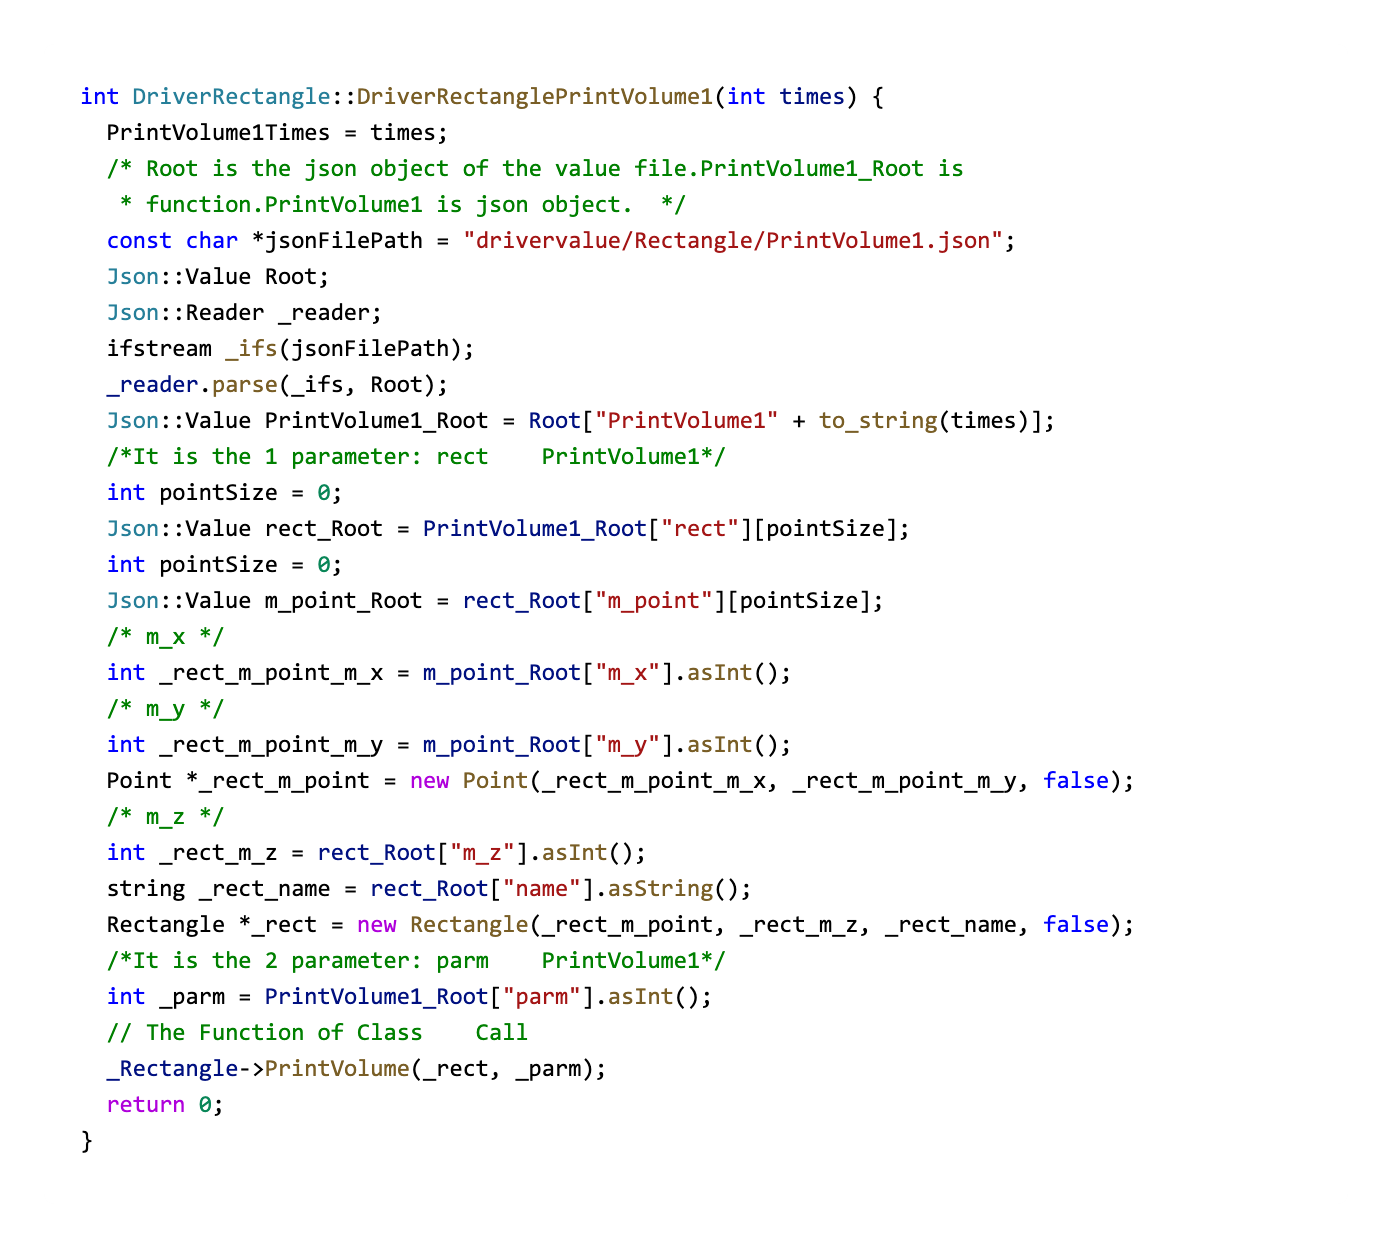 int DriverRectangle::DriverRectanglePrintVolume1(int times) {
  PrintVolume1Times = times;
  /* Root is the json object of the value file.PrintVolume1_Root is
   * function.PrintVolume1 is json object.  */
  const char *jsonFilePath = "drivervalue/Rectangle/PrintVolume1.json";
  Json::Value Root;
  Json::Reader _reader;
  ifstream _ifs(jsonFilePath);
  _reader.parse(_ifs, Root);
  Json::Value PrintVolume1_Root = Root["PrintVolume1" + to_string(times)];
  /*It is the 1 parameter: rect    PrintVolume1*/
  int pointSize = 0;
  Json::Value rect_Root = PrintVolume1_Root["rect"][pointSize];
  int pointSize = 0;
  Json::Value m_point_Root = rect_Root["m_point"][pointSize];
  /* m_x */
  int _rect_m_point_m_x = m_point_Root["m_x"].asInt();
  /* m_y */
  int _rect_m_point_m_y = m_point_Root["m_y"].asInt();
  Point *_rect_m_point = new Point(_rect_m_point_m_x, _rect_m_point_m_y, false);
  /* m_z */
  int _rect_m_z = rect_Root["m_z"].asInt();
  string _rect_name = rect_Root["name"].asString();
  Rectangle *_rect = new Rectangle(_rect_m_point, _rect_m_z, _rect_name, false);
  /*It is the 2 parameter: parm    PrintVolume1*/
  int _parm = PrintVolume1_Root["parm"].asInt();
  // The Function of Class    Call
  _Rectangle->PrintVolume(_rect, _parm);
  return 0;
}